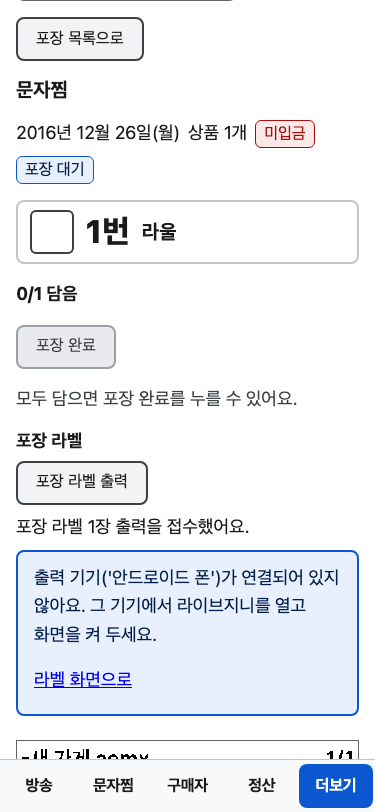 포장 목록으로
문자찜
2016년 12월 26일(월) 상품 1개 미입금
포장 대기
1번 라울
0/1 담음
포장 완료
모두 담으면 포장 완료를 누를 수 있어요.
포장 라벨
포장 라벨 출력
포장 라벨 1장 출력을 접수했어요.
출력 기기('안드로이드 폰')가 연결되어 있지
않아요. 그 기기에서 라이브지니를 열고
화면을 켜 두세요.
라벨 화면으로
1/1
방송 문자찜 구매자 정산 더보기